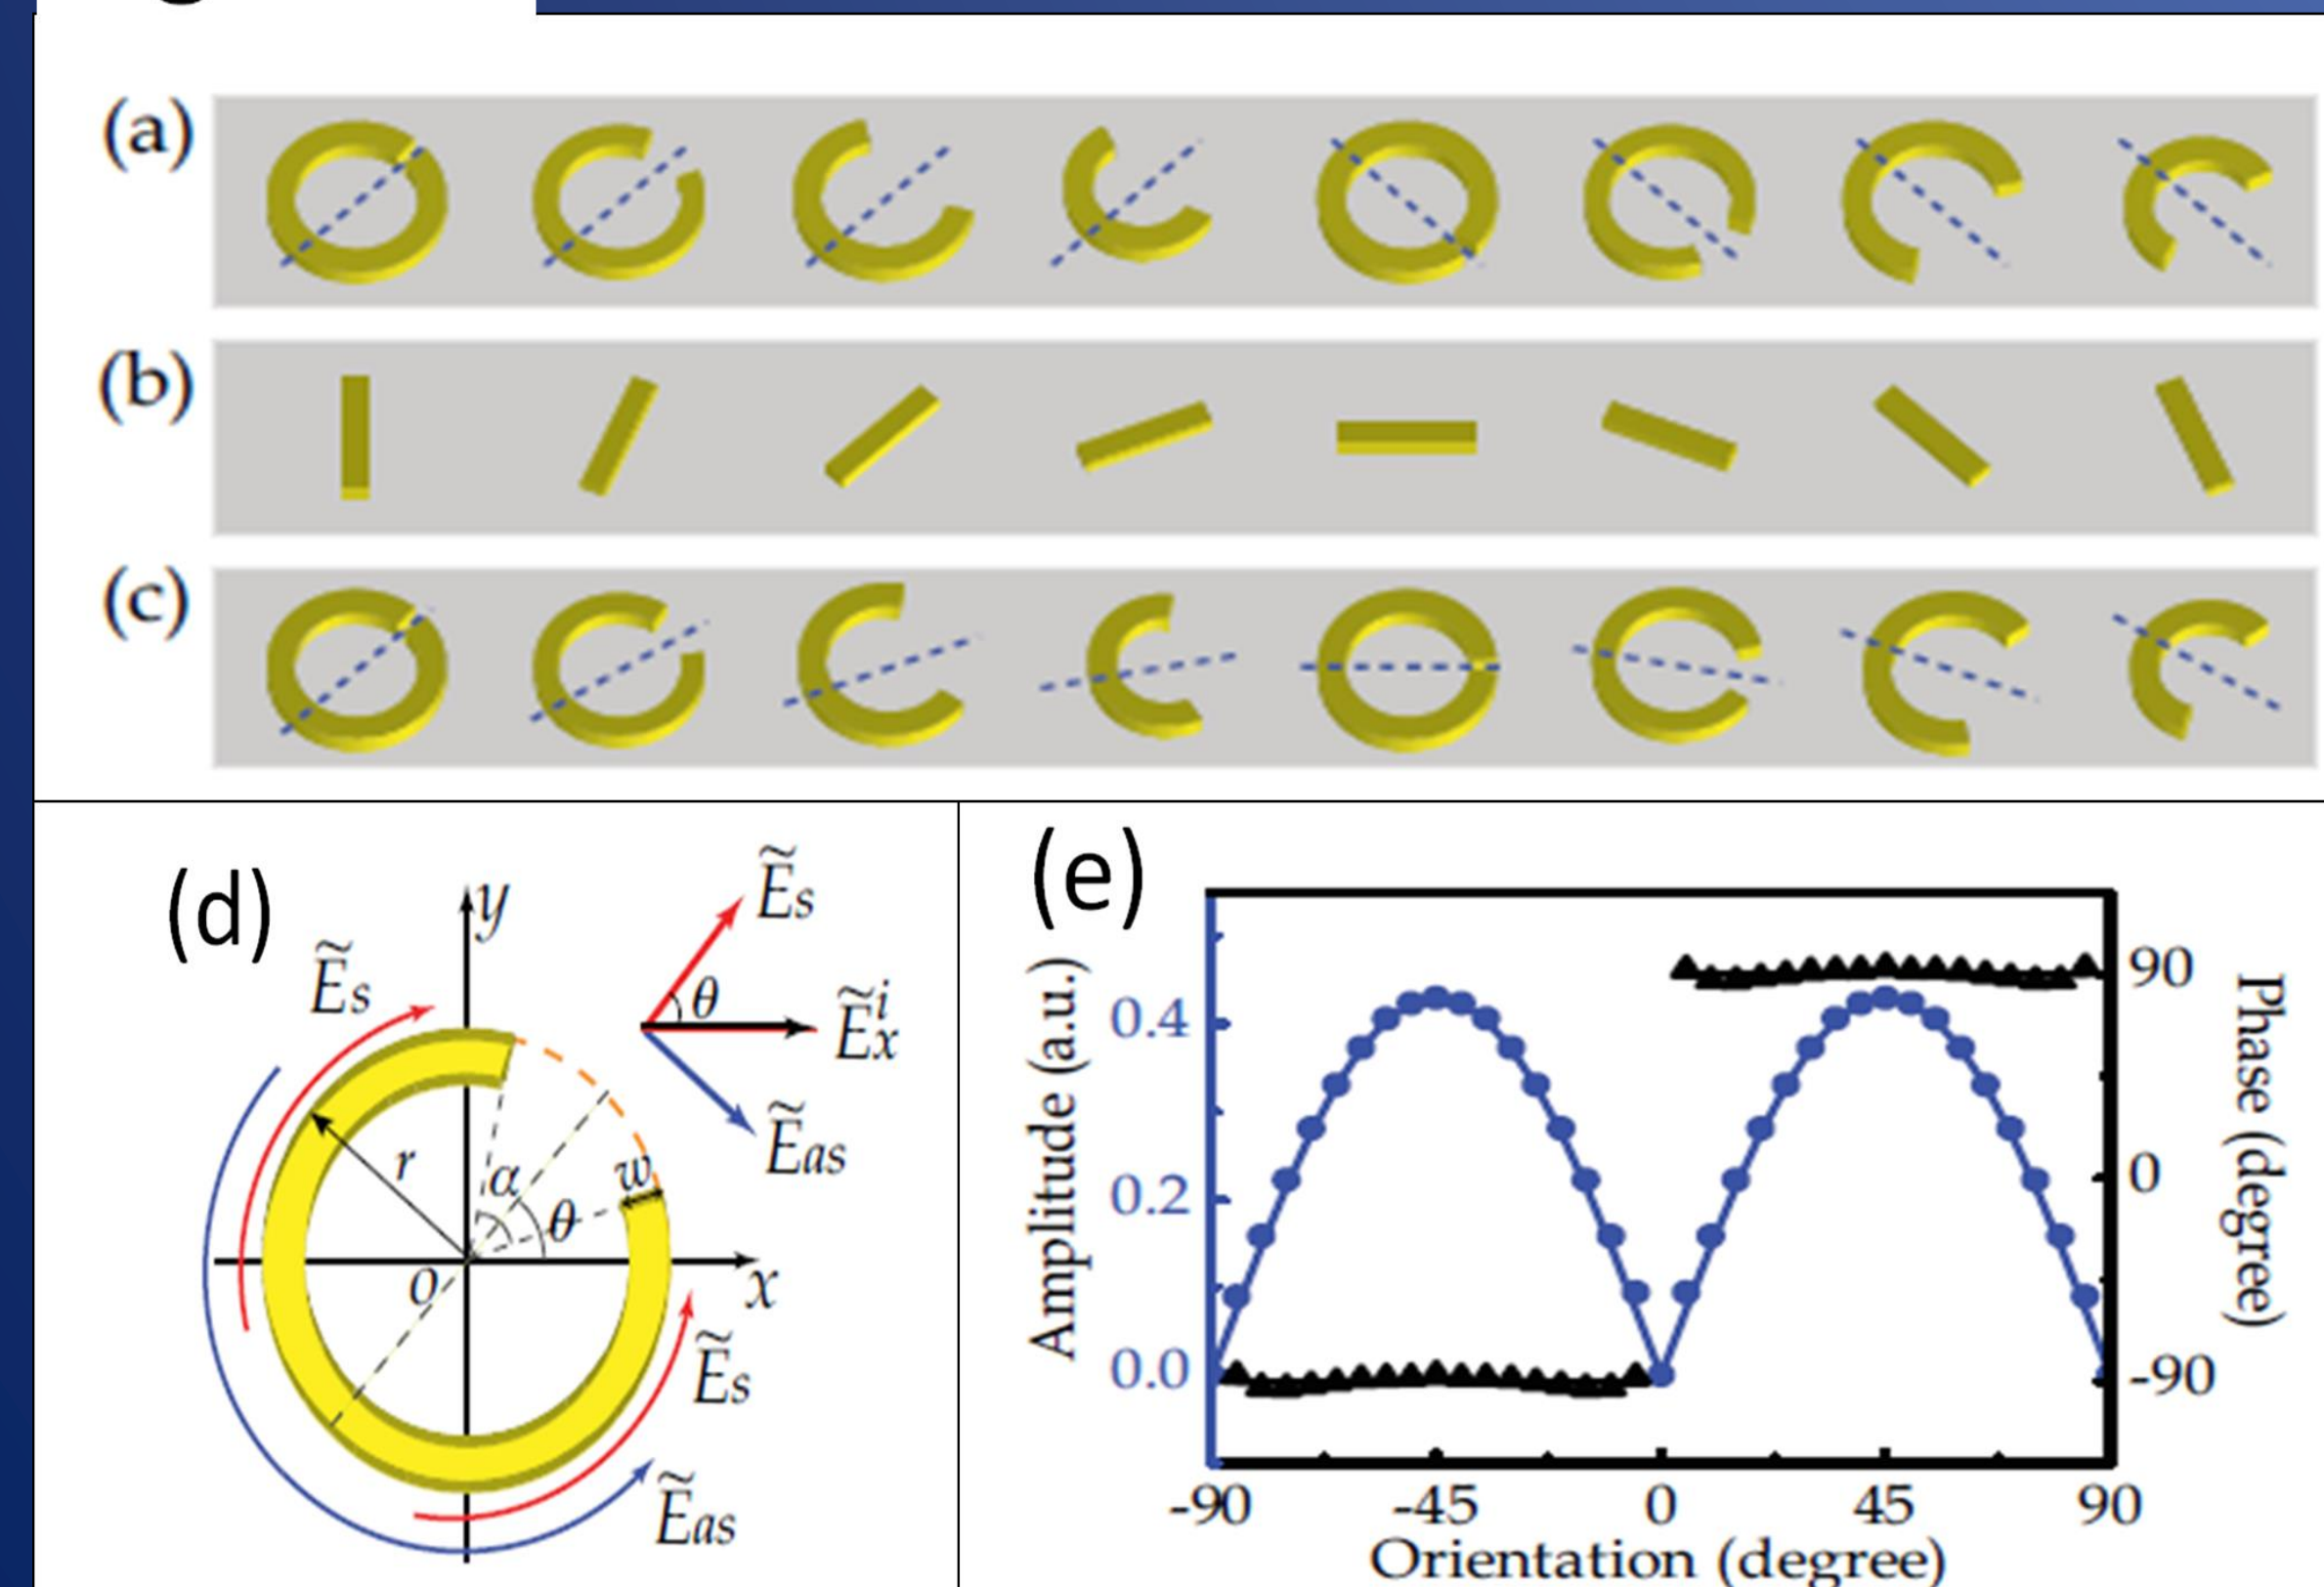 (a)
(b)
(c)
(d)
y
Ẽs
Ẽs
θ
Ẽxⁱ
Ẽas
r
α
w
θ
O
x
Ẽs
Ẽas
(e)
Amplitude (a.u.)
0.4
0.2
0.0
90
0
-90
Phase (degree)
-90 -45 0 45 90
Orientation (degree)